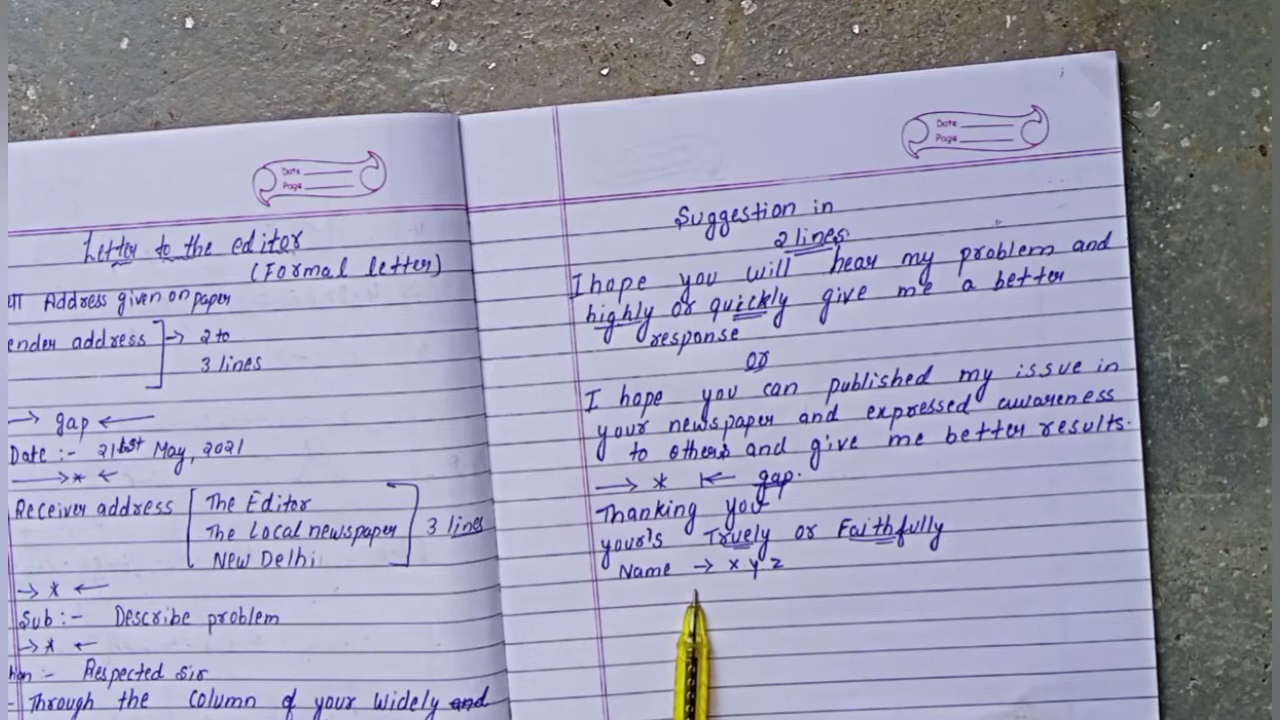 Date
Page
Letter to the editor
(Formal letter)
Address given on paper
ender address ]→ 2 to
3 lines
→ gap ←
Date :- 21st May, 2021
→ * ←
Receiver address [ The Editor
The Local newspaper ] 3 lines
New Delhi
→ * ←
Sub :- Describe problem
→ * ←
:- Respected Sir
- Through the column of your widely and
Date
Page
Suggestion in
2 lines
I hope you will hear my problem and
highly or quickly give me a better
response
or
I hope you can published my issue in
your newspaper and expressed awareness
to others and give me better results.
→ * ← gap.
Thanking you
your's Truely or Faithfully
Name → x y z